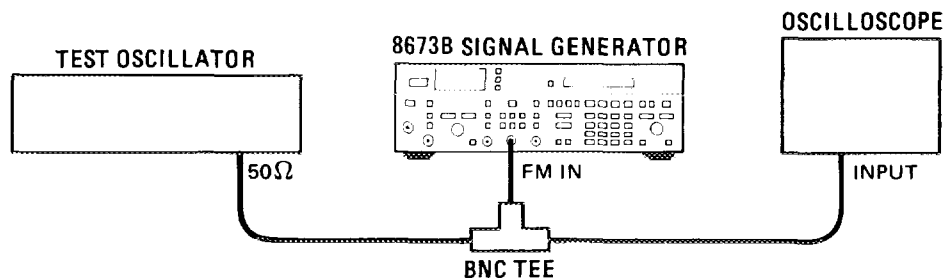 OSCILLOSCOPE
8673B SIGNAL GENERATOR
TEST OSCILLATOR
50Ω
FM IN
INPUT
BNC TEE